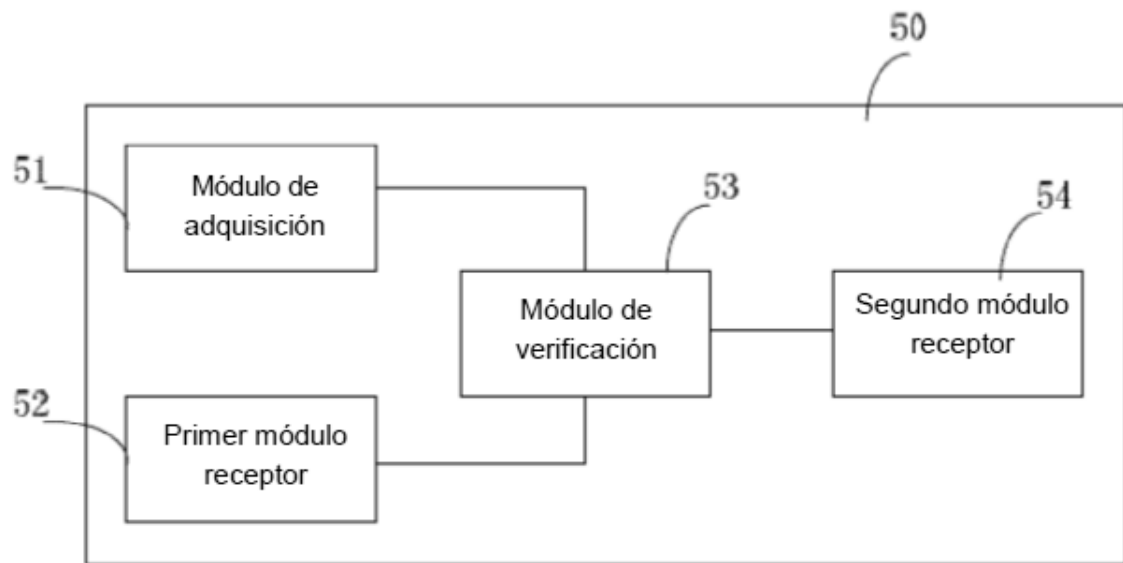 50
51
Módulo de
adquisición
53
54
Módulo de
verificación
Segundo módulo
receptor
52
Primer módulo
receptor